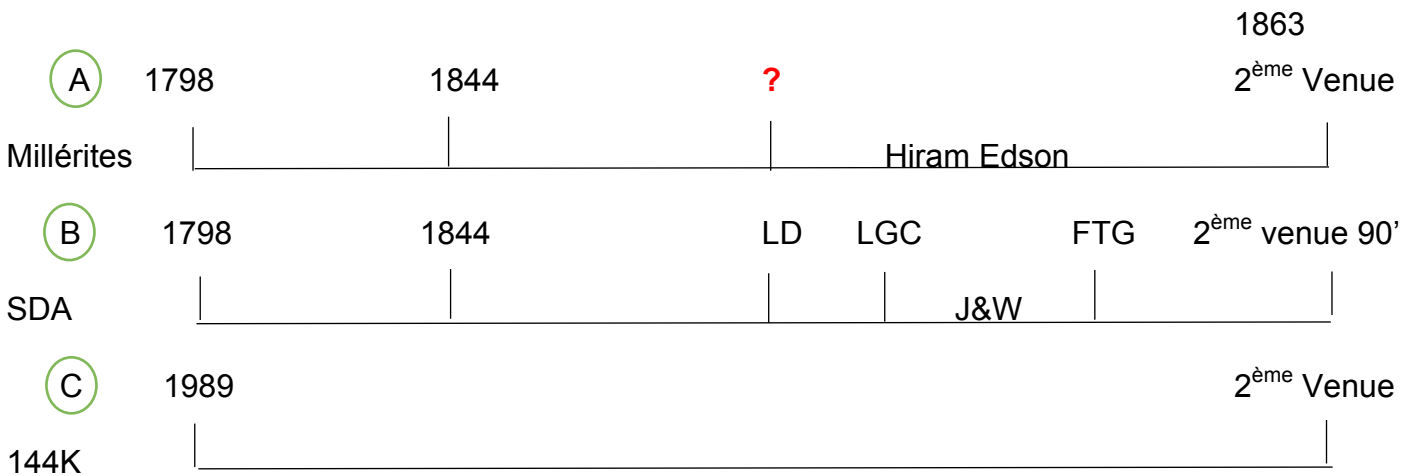 1863
A 1798 1844 ? 2ème Venue
Millérites Hiram Edson
B 1798 1844 LD LGC FTG 2ème venue 90’
SDA J&W
C 1989 2ème Venue
144K